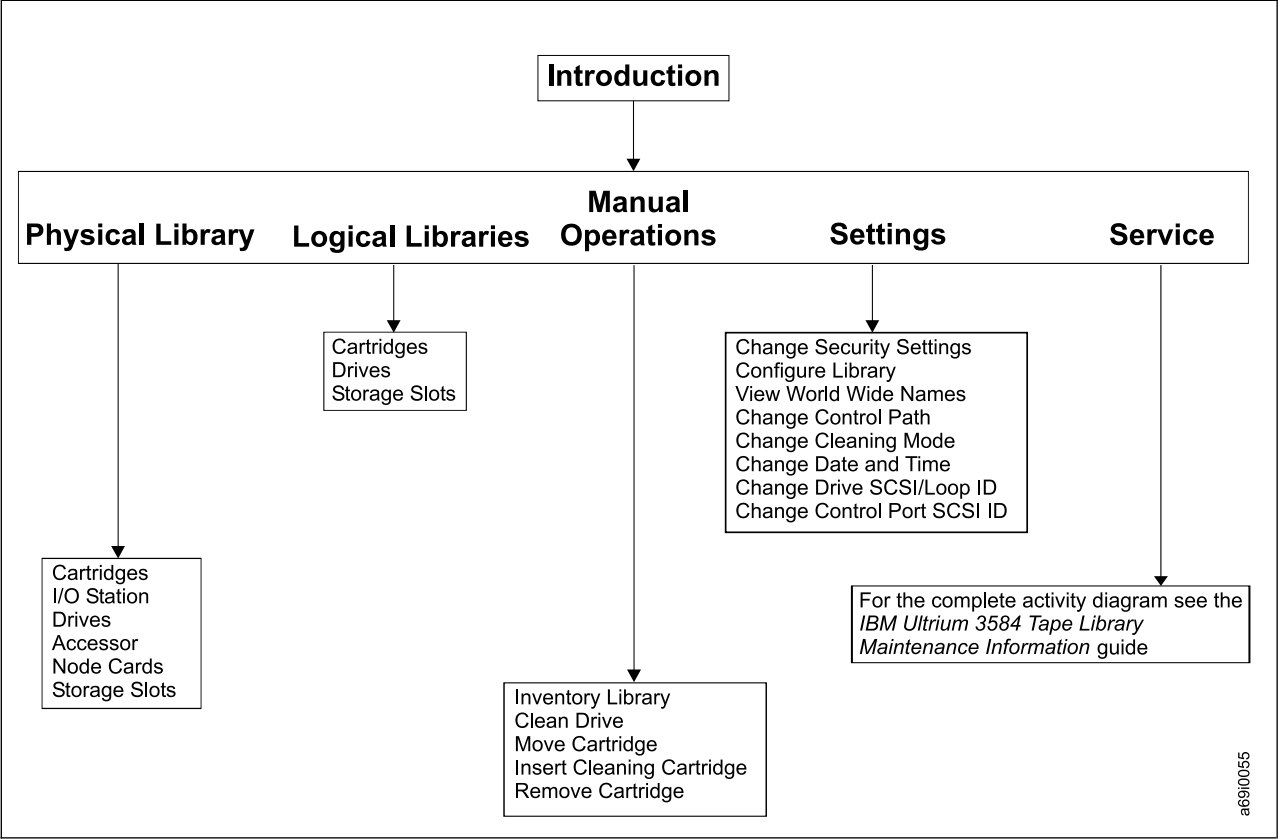 Introduction
Physical Library
Logical Libraries
Manual
Operations
Settings
Service
Cartridges
Drives
Storage Slots
Change Security Settings
Configure Library
View World Wide Names
Change Control Path
Change Cleaning Mode
Change Date and Time
Change Drive SCSI/Loop ID
Change Control Port SCSI ID
Cartridges
I/O Station
Drives
Accessor
Node Cards
Storage Slots
For the complete activity diagram see the
IBM Ultrium 3584 Tape Library
Maintenance Information guide
Inventory Library
Clean Drive
Move Cartridge
Insert Cleaning Cartridge
Remove Cartridge
a69i0055